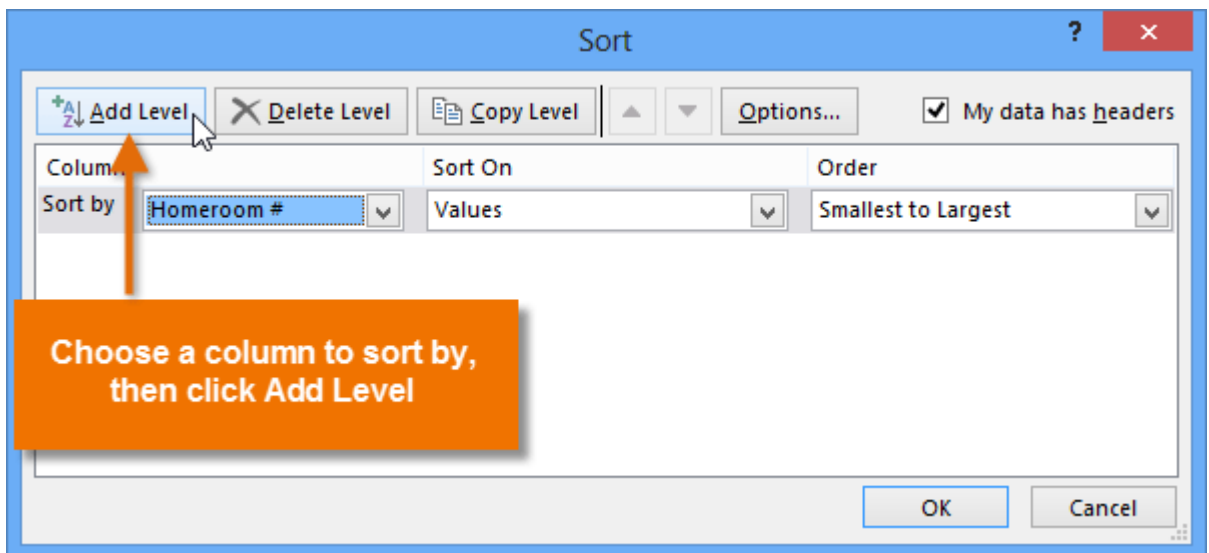 Sort
?
Add Level Delete Level Copy Level Options... My data has headers
Column Sort On Order
Sort by Homeroom # Values Smallest to Largest
Choose a column to sort by,
then click Add Level
OK Cancel